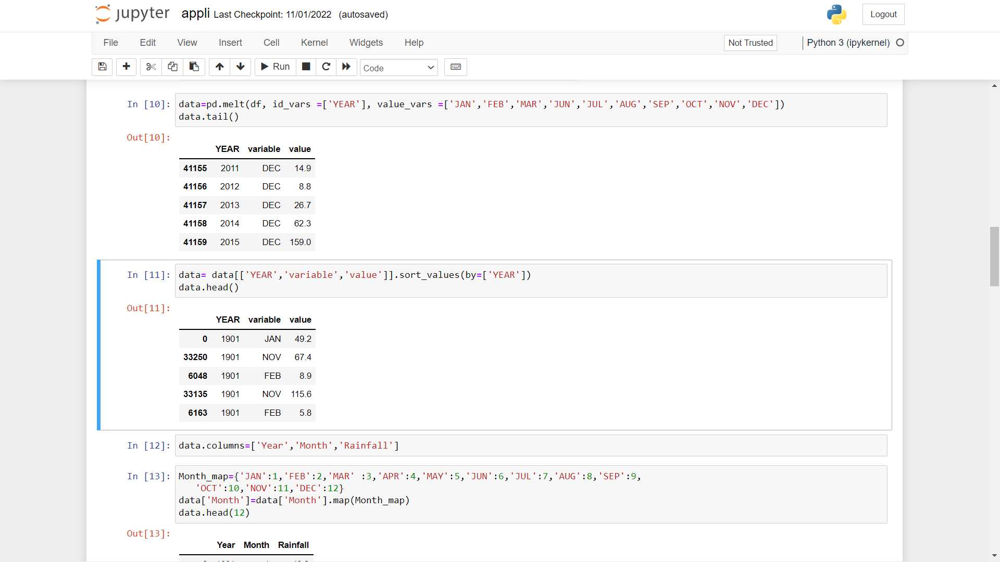 jupyter appli Last Checkpoint: 11/01/2022 (autosaved) Logout
File Edit View Insert Cell Kernel Widgets Help Not Trusted Python 3 (ipykernel)
Run Code
In [10]: data=pd.melt(df, id_vars =['YEAR'], value_vars =['JAN','FEB','MAR','JUN','JUL','AUG','SEP','OCT','NOV','DEC'])
data.tail()
Out[10]:
YEAR variable value
41155 2011 DEC 14.9
41156 2012 DEC 8.8
41157 2013 DEC 26.7
41158 2014 DEC 62.3
41159 2015 DEC 159.0
In [11]: data= data[['YEAR','variable','value']].sort_values(by=['YEAR'])
data.head()
Out[11]:
YEAR variable value
0 1901 JAN 49.2
33250 1901 NOV 67.4
6048 1901 FEB 8.9
33135 1901 NOV 115.6
6163 1901 FEB 5.8
In [12]: data.columns=['Year','Month','Rainfall']
In [13]: Month_map={'JAN':1,'FEB':2,'MAR' :3,'APR':4,'MAY':5,'JUN':6,'JUL':7,'AUG':8,'SEP':9,
'OCT':10,'NOV':11,'DEC':12}
data['Month']=data['Month'].map(Month_map)
data.head(12)
Out[13]:
Year Month Rainfall